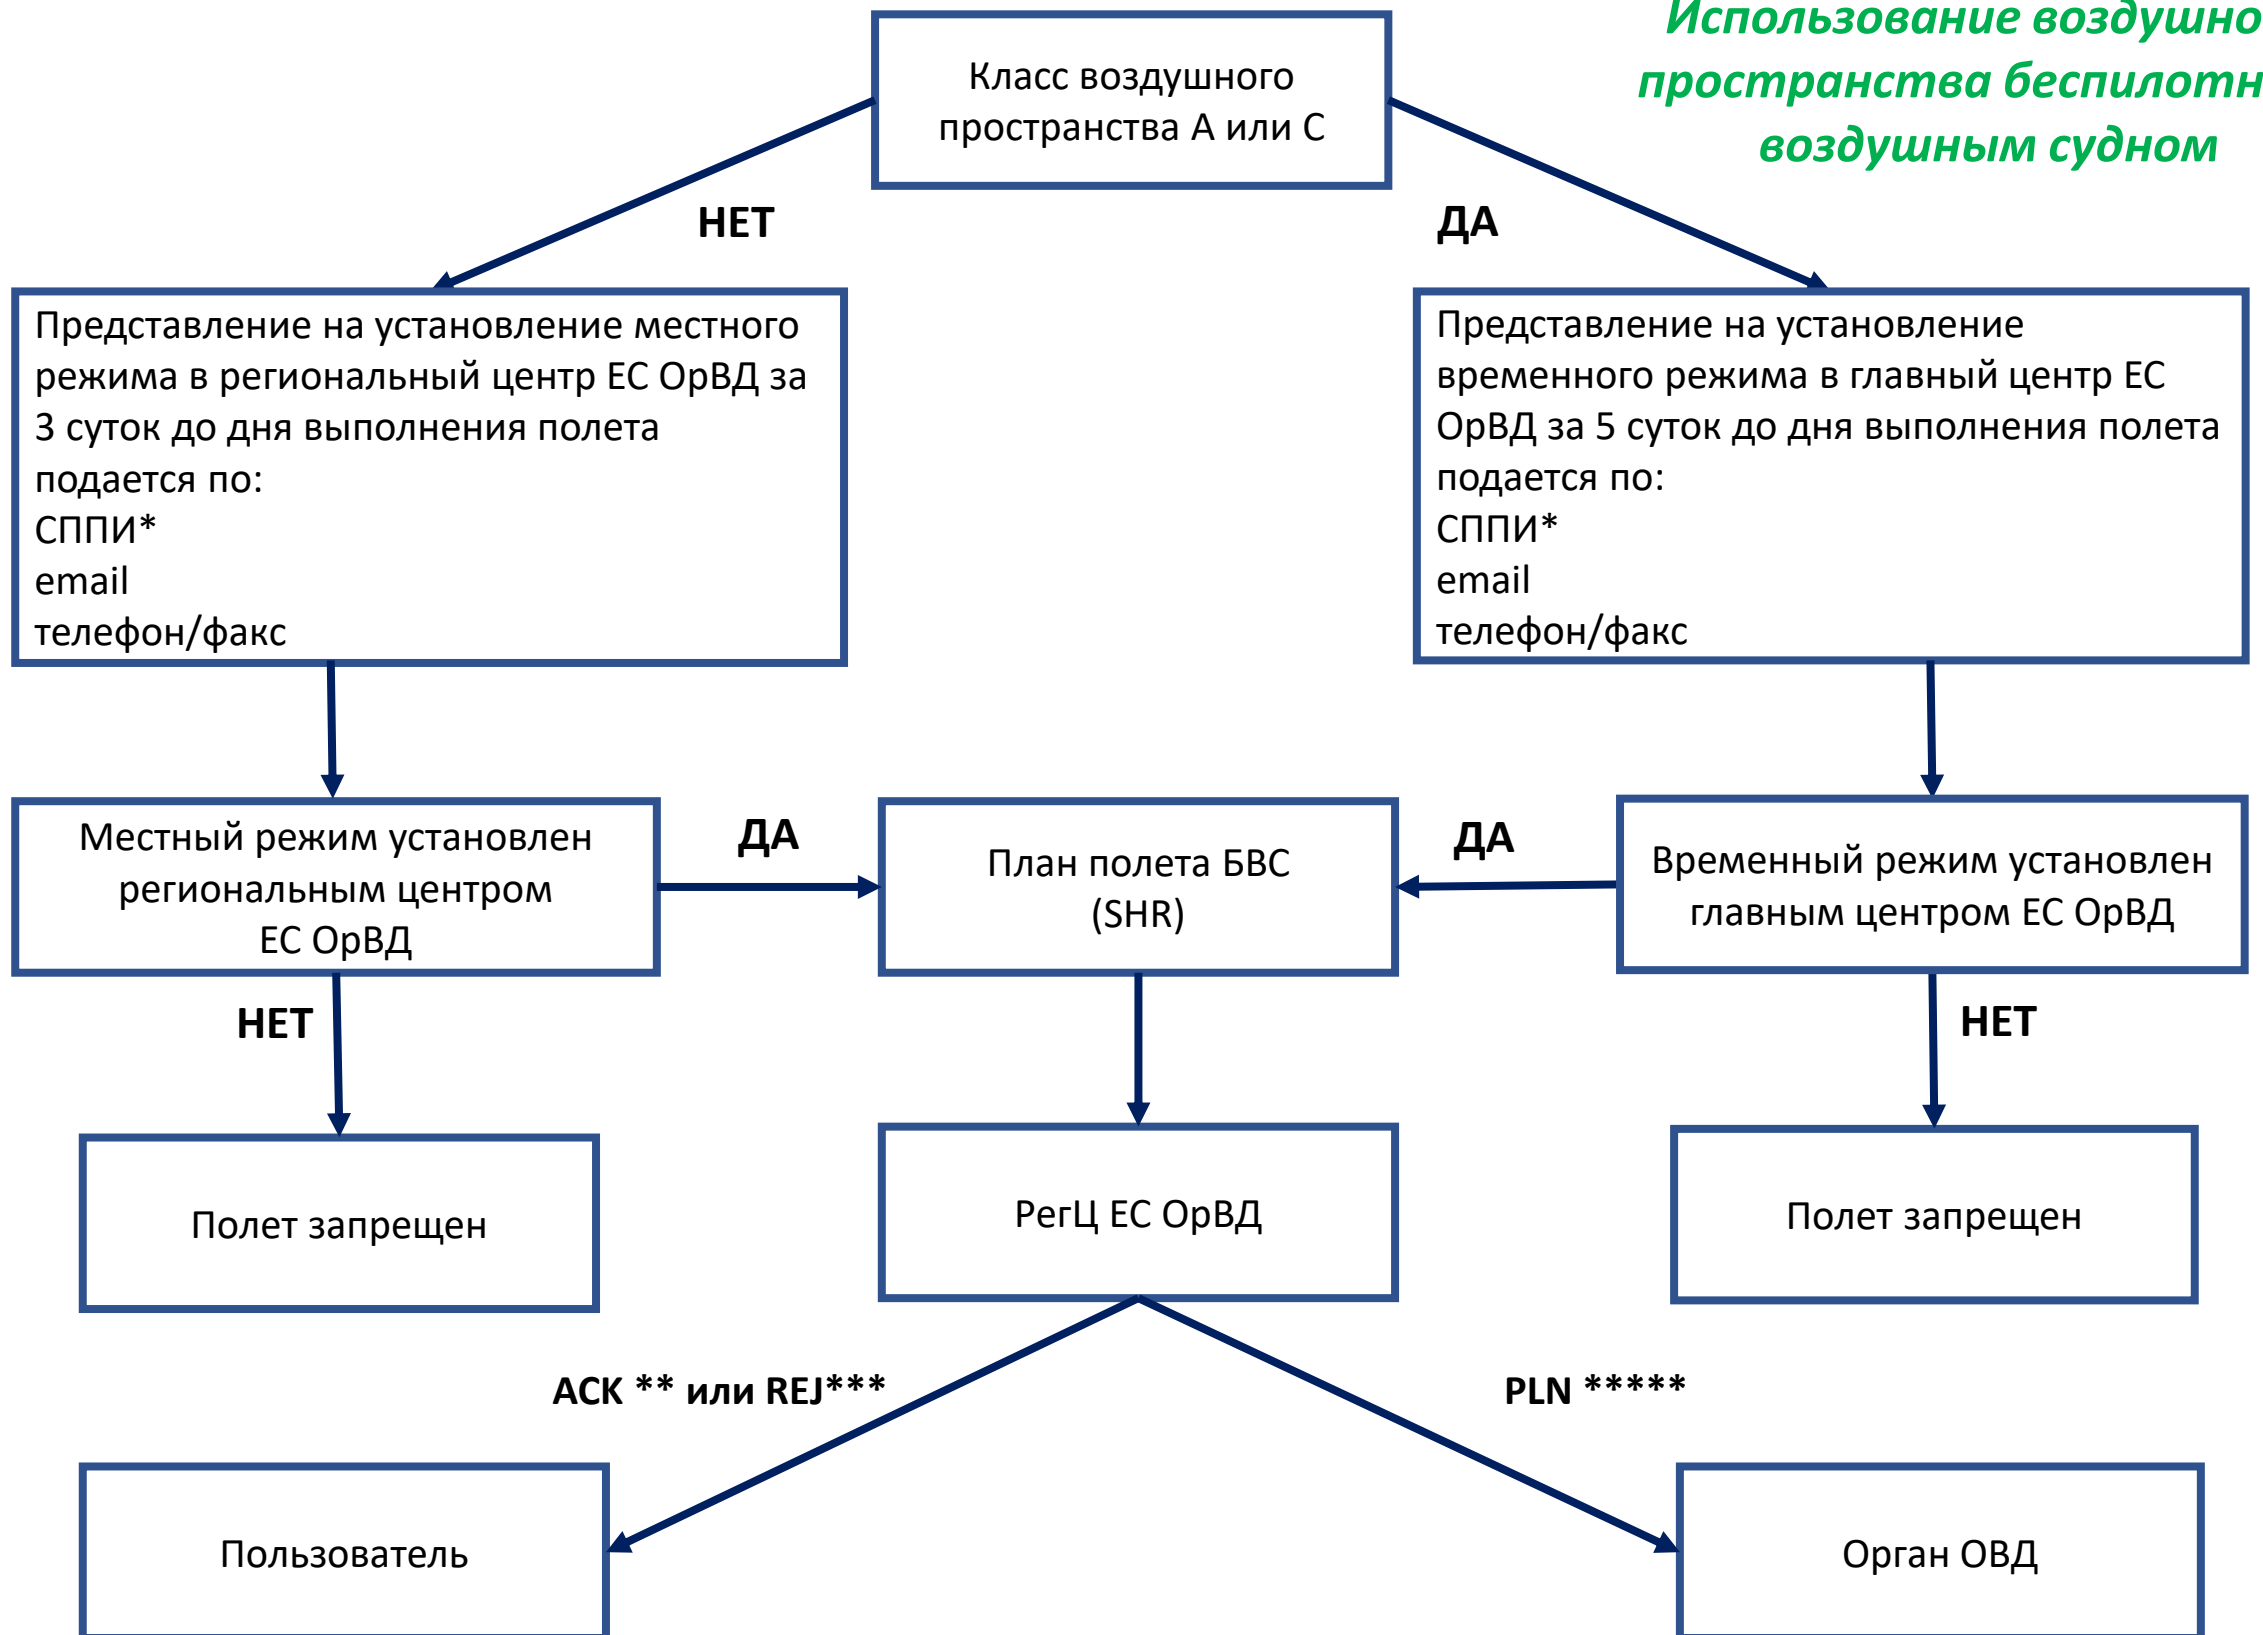 Использование воздушно
пространства беспилотн
воздушным судном
Класс воздушного
пространства А или С
НЕТ
ДА
Представление на установление местного
режима в региональный центр ЕС ОрВД за
3 суток до дня выполнения полета
подается по:
СППИ*
email
телефон/факс
Представление на установление
временного режима в главный центр ЕС
ОрВД за 5 суток до дня выполнения полета
подается по:
СППИ*
email
телефон/факс
Местный режим установлен
региональным центром
ЕС ОрВД
ДА
План полета БВС
(SHR)
ДА
Временный режим установлен
главным центром ЕС ОрВД
НЕТ
НЕТ
Полет запрещен
РегЦ ЕС ОрВД
Полет запрещен
ACK ** или REJ***
PLN *****
Пользователь
Орган ОВД